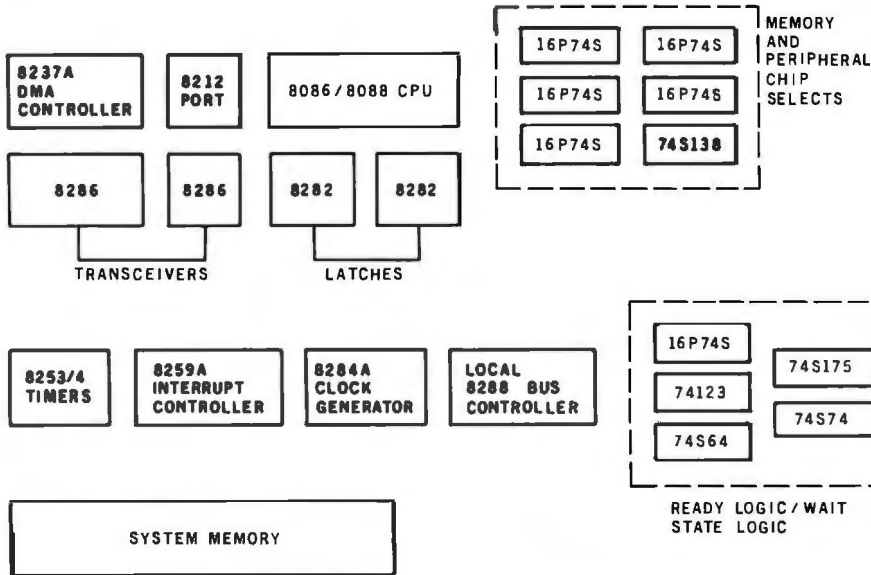 8237A
DMA
CONTROLLER
8212
PORT
8086/8088 CPU
16P74S
16P74S
16P74S
16P74S
16P74S
74S138
MEMORY
AND
PERIPHERAL
CHIP
SELECTS
8286
8286
8282
8282
TRANSCEIVERS
LATCHES
8253/4
TIMERS
8259A
INTERRUPT
CONTROLLER
8284A
CLOCK
GENERATOR
LOCAL
8288 BUS
CONTROLLER
16P74S
74123
74S64
74S175
74S74
READY LOGIC/WAIT
STATE LOGIC
SYSTEM MEMORY